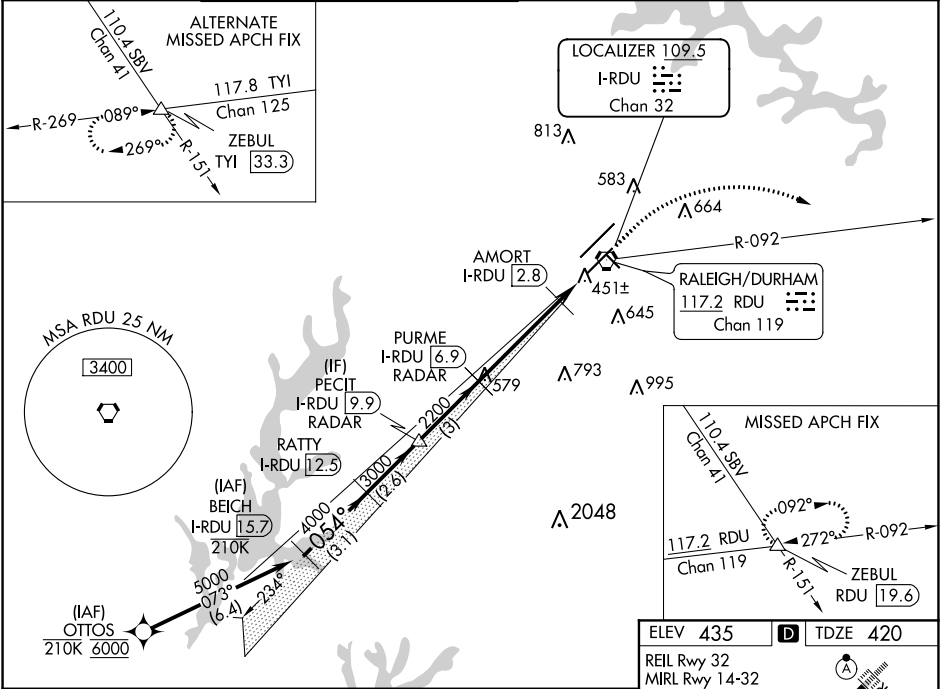 ALTERNATE
MISSED APCH FIX
110.4 SBV
Chan 41
117.8 TYI
Chan 125
R-269
089°
269°
R-151
ZEBUL
TYI 33.3
LOCALIZER 109.5
I-RDU
Chan 32
813
583
664
R-092
AMORT
I-RDU 2.8
451±
RALEIGH/DURHAM
117.2 RDU
Chan 119
645
MSA RDU 25 NM
3400
PURME
I-RDU 6.9
RADAR
579
793
995
(IF)
PECIT
I-RDU 9.9
RADAR
2200
(3)
RATTY
I-RDU 12.5
3000
(2.6)
(IAF)
BEICH
I-RDU 15.7
210K
4000
054°
(3.1)
2048
5000
073°
(6.4)
234°
(IAF)
OTTOS
210K 6000
MISSED APCH FIX
110.4 SBV
Chan 41
092°
272°
R-092
117.2 RDU
Chan 119
R-151
ZEBUL
RDU 19.6
ELEV 435 D TDZE 420
REIL Rwy 32
MIRL Rwy 14-32
A